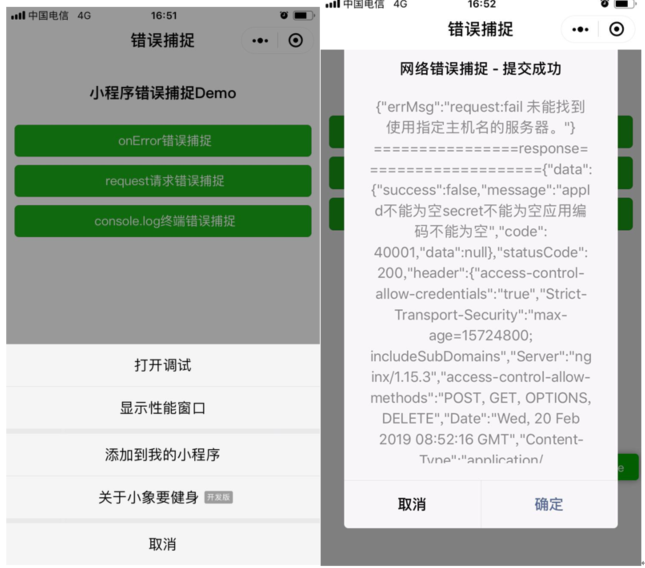 中国电信 4G 16:51
错误捕捉
小程序错误捕捉Demo
onError错误捕捉
request请求错误捕捉
console.log终端错误捕捉
打开调试
显示性能窗口
添加到我的小程序
关于小象要健身 开发版
取消
中国电信 4G 16:52
错误捕捉
网络错误捕捉 - 提交成功
{"errMsg":"request:fail 未能找到
使用指定主机名的服务器。"}
================response=
===================={"data":
{"success":false,"message":"appI
d不能为空secret不能为空应用编
码不能为空","code":
40001,"data":null},"statusCode":
200,"header":{"access-control-
allow-credentials":"true","Strict-
Transport-Security":"max-
age=15724800;
includeSubDomains","Server":"ng
inx/1.15.3","access-control-allow-
methods":"POST, GET, OPTIONS,
DELETE","Date":"Wed, 20 Feb
2019 08:52:16 GMT","Content-
Type":"application/
取消
确定